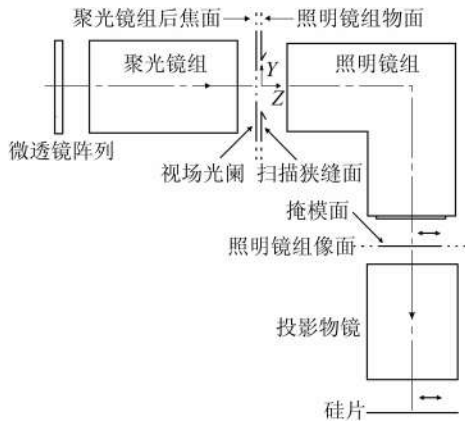 聚光镜组后焦面
照明镜组物面
聚光镜组
Y
Z
照明镜组
微透镜阵列
视场光阑
扫描狭缝面
掩模面
照明镜组像面
投影物镜
硅片